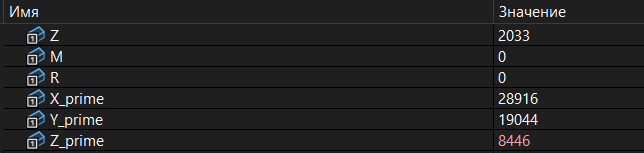 Имя Значение
Z 2033
M 0
R 0
X_prime 28916
Y_prime 19044
Z_prime 8446